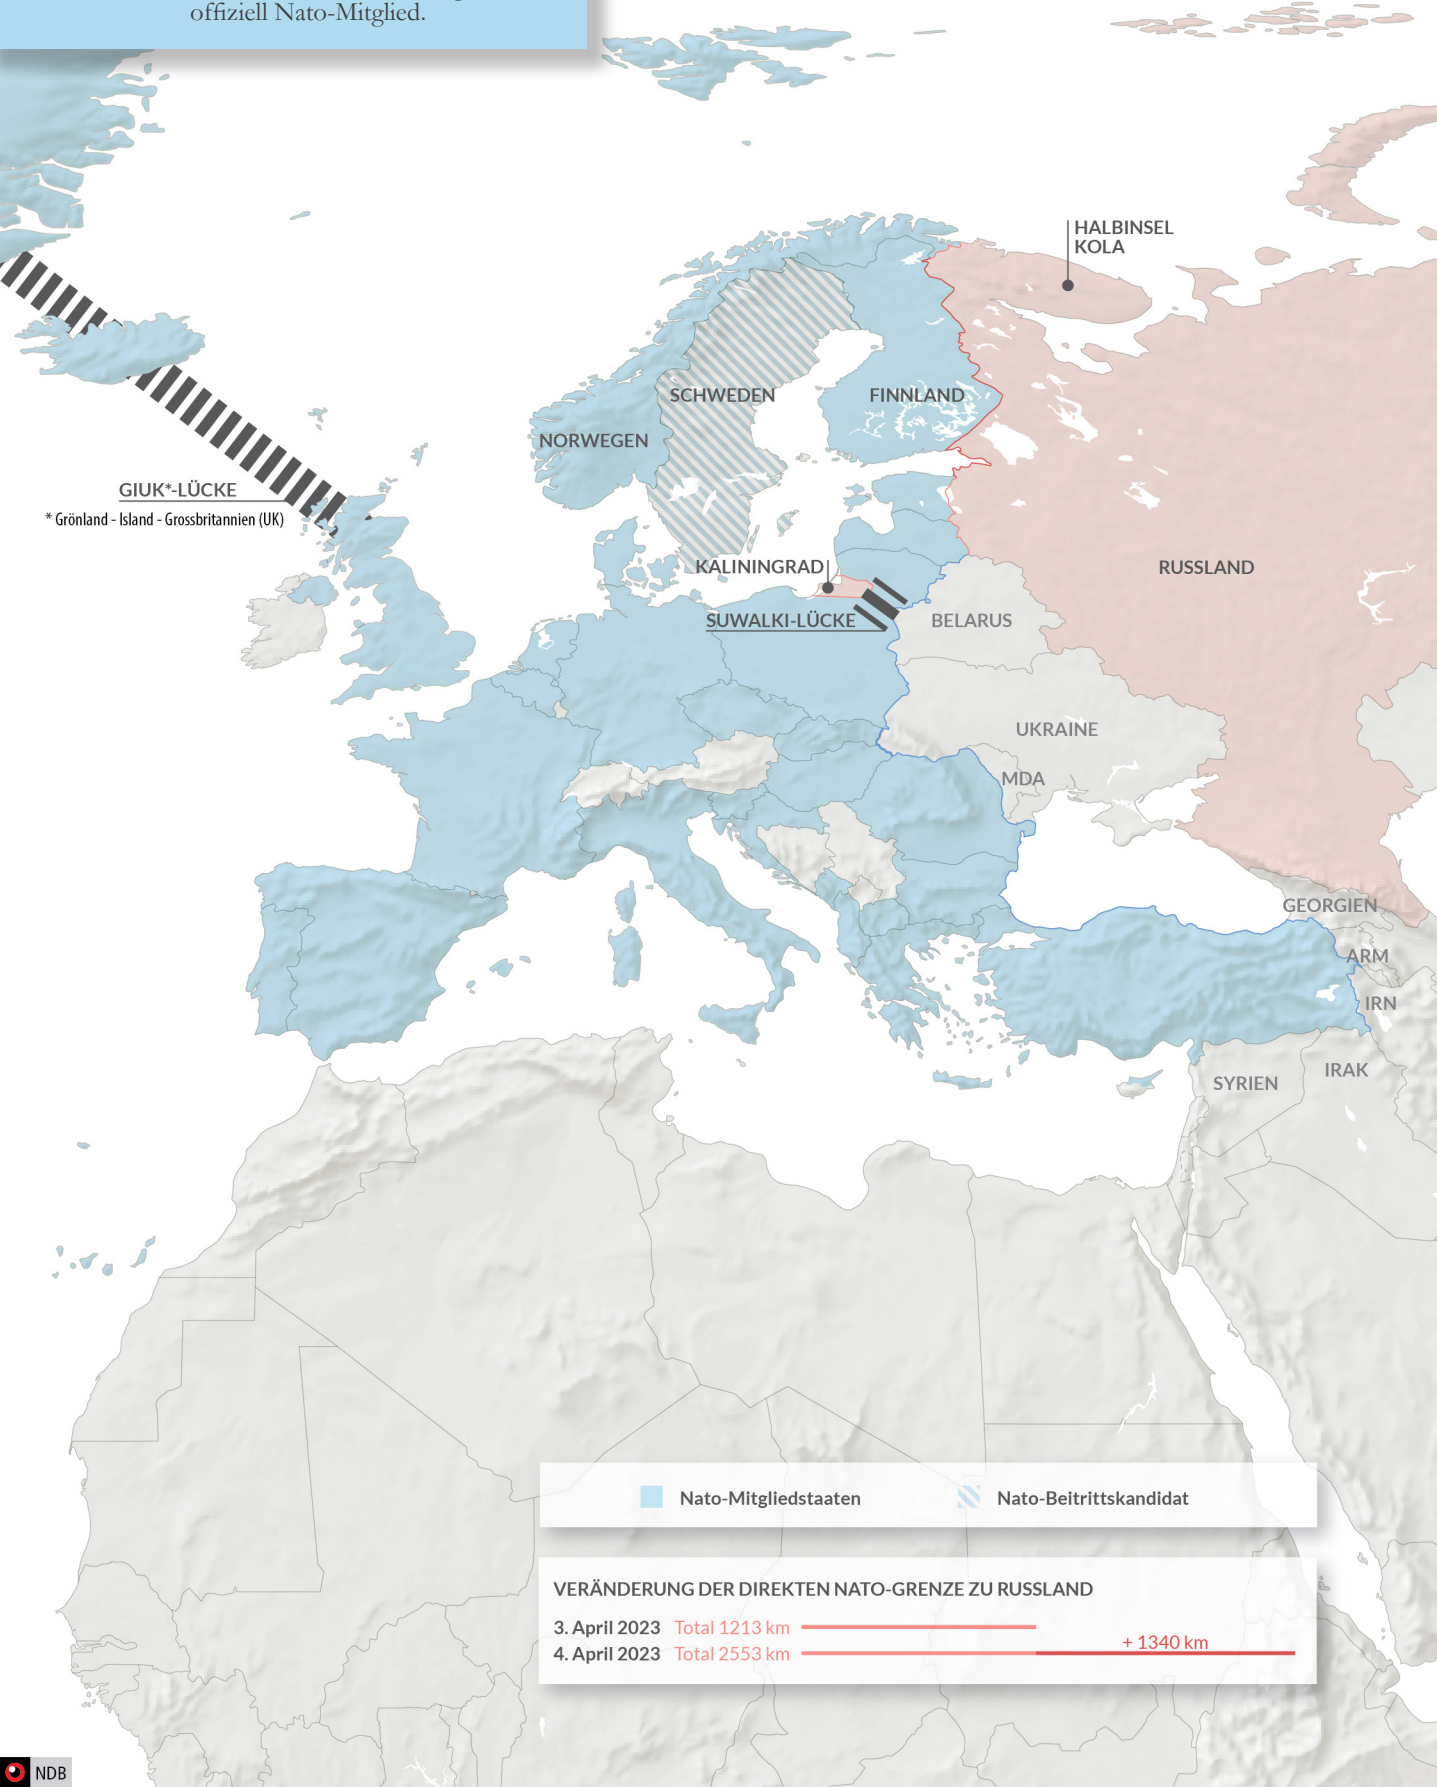 offiziell Nato-Mitglied.
HALBINSEL
KOLA
SCHWEDEN
FINNLAND
NORWEGEN
GIUK*-LÜCKE
* Grönland - Island - Grossbritannien (UK)
KALININGRAD
RUSSLAND
SUWALKI-LÜCKE
BELARUS
UKRAINE
MDA
GEORGIEN
ARM
IRN
IRAK
SYRIEN
Nato-Mitgliedstaaten
Nato-Beitrittskandidat
VERÄNDERUNG DER DIREKTEN NATO-GRENZE ZU RUSSLAND
3. April 2023 Total 1213 km
+ 1340 km
4. April 2023 Total 2553 km
NDB